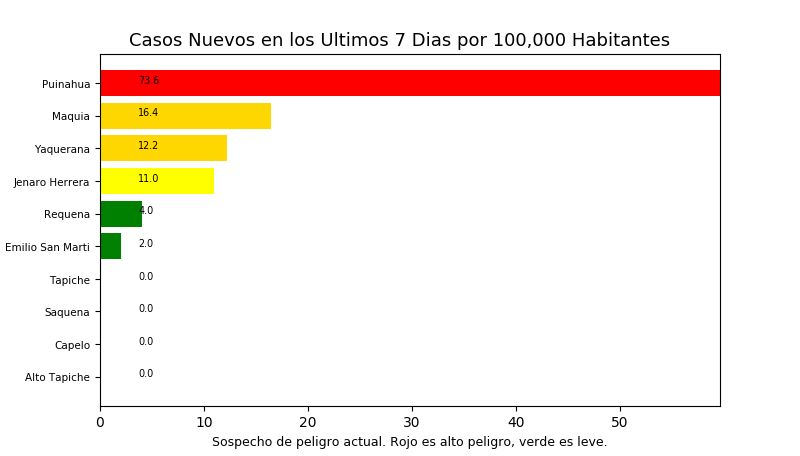 Casos Nuevos en los Ultimos 7 Dias por 100,000 Habitantes
Puinahua 73.6
Maquia 16.4
Yaquerana 12.2
Jenaro Herrera 11.0
Requena 4.0
Emilio San Marti 2.0
Tapiche 0.0
Saquena 0.0
Capelo 0.0
Alto Tapiche 0.0
0 10 20 30 40 50
Sospecho de peligro actual. Rojo es alto peligro, verde es leve.